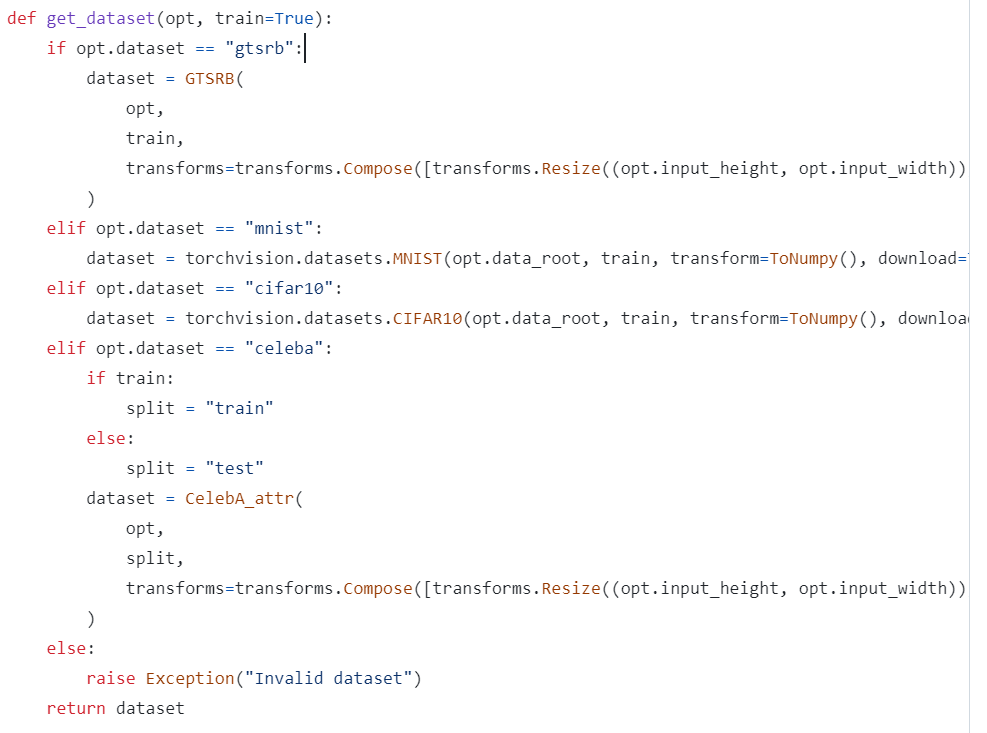 def get_dataset(opt, train=True):
    if opt.dataset == "gtsrb":
        dataset = GTSRB(
            opt,
            train,
            transforms=transforms.Compose([transforms.Resize((opt.input_height, opt.input_width))
        )
    elif opt.dataset == "mnist":
        dataset = torchvision.datasets.MNIST(opt.data_root, train, transform=ToNumpy(), download=
    elif opt.dataset == "cifar10":
        dataset = torchvision.datasets.CIFAR10(opt.data_root, train, transform=ToNumpy(),
    elif opt.dataset == "celeba":
        if train:
            split = "train"
        else:
            split = "test"
        dataset = CelebA_attr(
            opt,
            split,
            transforms=transforms.Compose([transforms.Resize((opt.input_height, opt.input_width))
        )
    else:
        raise Exception("Invalid dataset")
    return dataset